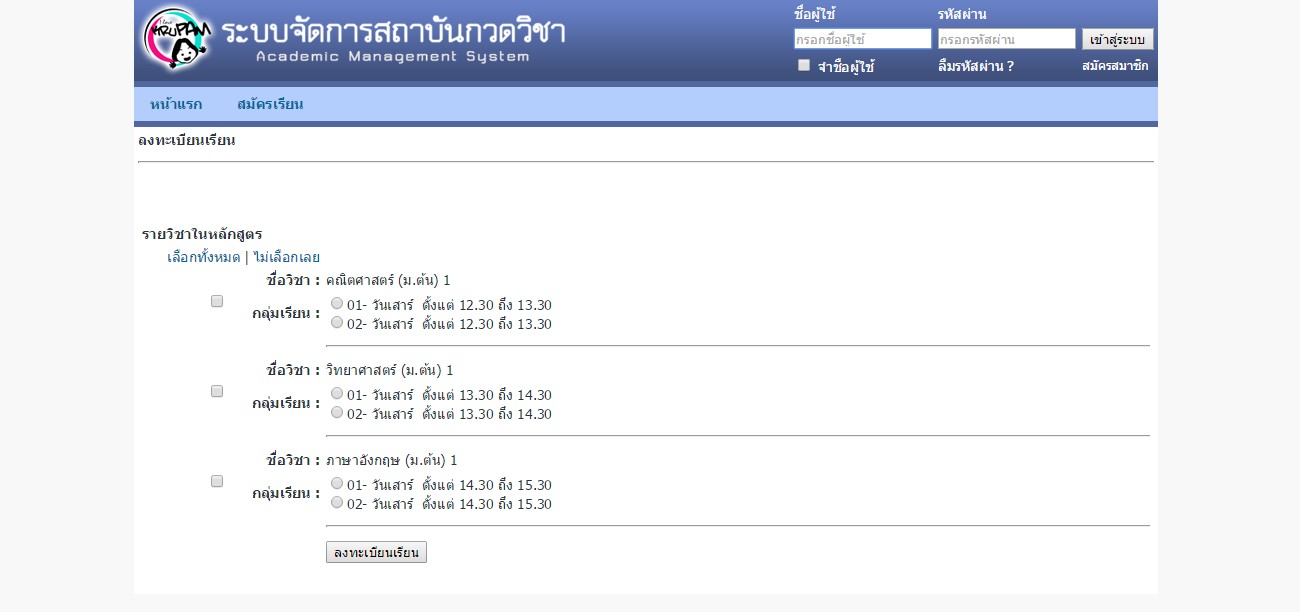 I love
KRUPAM
ระบบจัดการสถาบันกวดวิชา
Academic Management System
ชื่อผู้ใช้ รหัสผ่าน
กรอกชื่อผู้ใช้ กรอกรหัสผ่าน เข้าสู่ระบบ
จำชื่อผู้ใช้ ลืมรหัสผ่าน ? สมัครสมาชิก
หน้าแรก สมัครเรียน
ลงทะเบียนเรียน
รายวิชาในหลักสูตร
เลือกทั้งหมด | ไม่เลือกเลย
ชื่อวิชา : คณิตศาสตร์ (ม.ต้น) 1
กลุ่มเรียน :
01- วันเสาร์ ตั้งแต่ 12.30 ถึง 13.30
02- วันเสาร์ ตั้งแต่ 12.30 ถึง 13.30
ชื่อวิชา : วิทยาศาสตร์ (ม.ต้น) 1
กลุ่มเรียน :
01- วันเสาร์ ตั้งแต่ 13.30 ถึง 14.30
02- วันเสาร์ ตั้งแต่ 13.30 ถึง 14.30
ชื่อวิชา : ภาษาอังกฤษ (ม.ต้น) 1
กลุ่มเรียน :
01- วันเสาร์ ตั้งแต่ 14.30 ถึง 15.30
02- วันเสาร์ ตั้งแต่ 14.30 ถึง 15.30
ลงทะเบียนเรียน